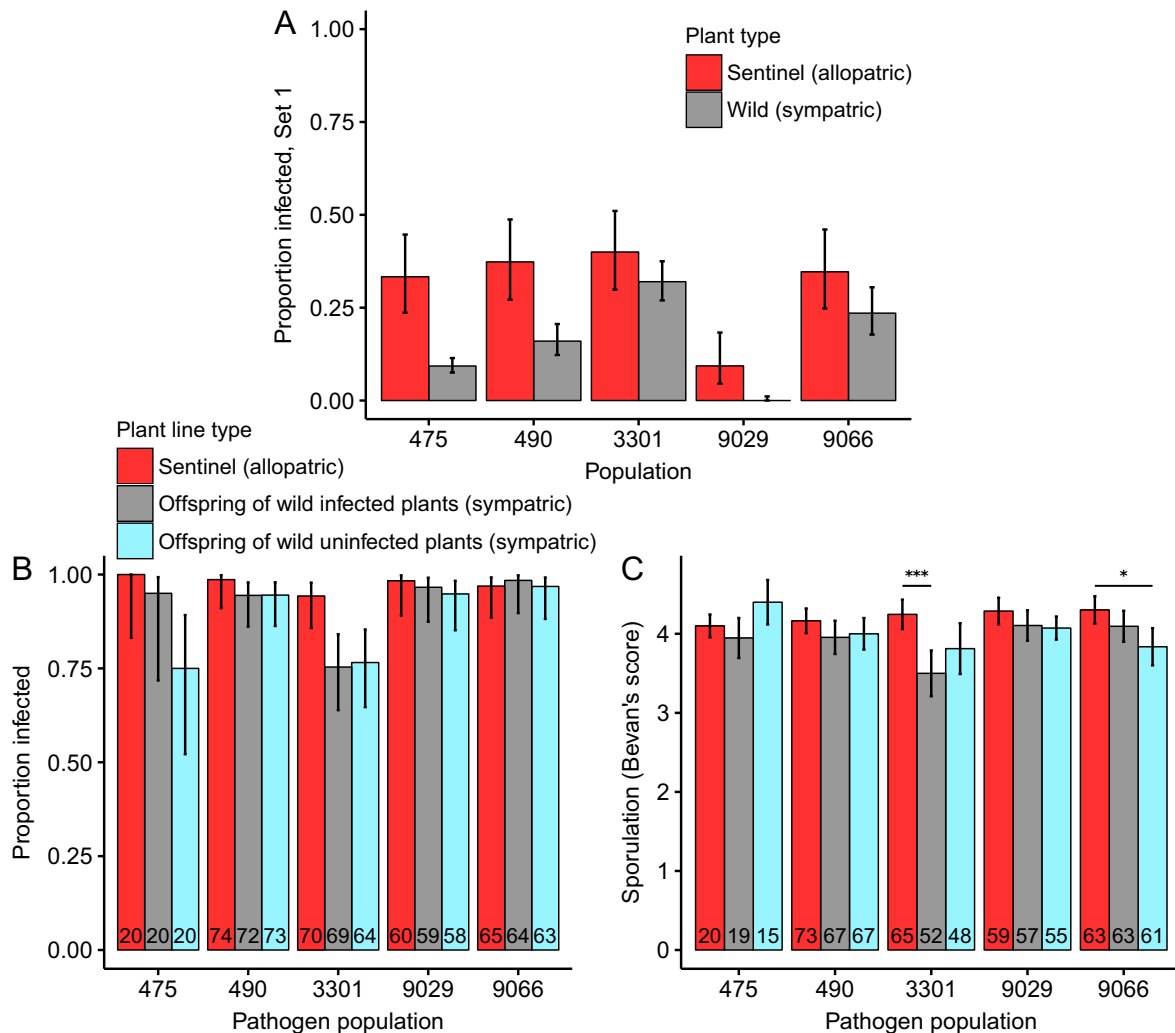 A
Proportion infected, Set 1
1.00
0.75
0.50
0.25
0.00
Plant type
Sentinel (allopatric)
Wild (sympatric)
475 490 3301 9029 9066
Population
Plant line type
Sentinel (allopatric)
Offspring of wild infected plants (sympatric)
Offspring of wild uninfected plants (sympatric)
B
Proportion infected
1.00
0.75
0.50
0.25
0.00
20 20 20 74 72 73 70 69 64 60 59 58 65 64 63
475 490 3301 9029 9066
Pathogen population
C
Sporulation (Bevan's score)
4
3
2
1
0
*** *
20 19 15 73 67 67 65 52 48 59 57 55 63 63 61
475 490 3301 9029 9066
Pathogen population